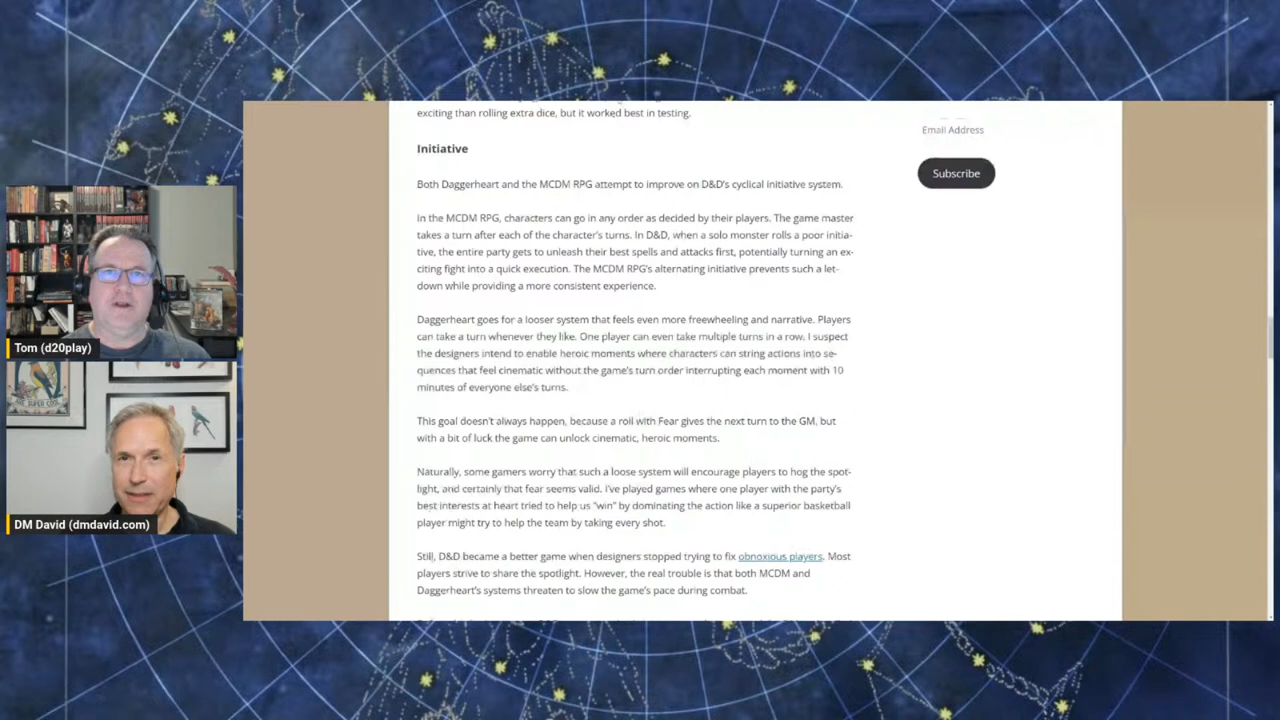 exciting than rolling extra dice, but it worked best in testing.
Initiative
Both Daggerheart and the MCDM RPG attempt to improve on D&D's cyclical initiative system.
In the MCDM RPG, characters can go in any order as decided by their players. The game master
takes a turn after each of the character's turns. In D&D, when a solo monster rolls a poor initia-
tive, the entire party gets to unleash their best spells and attacks first, potentially turning an ex-
citing fight into a quick execution. The MCDM RPG's alternating initiative prevents such a let-
down while providing a more consistent experience.
Daggerheart goes for a looser system that feels even more freewheeling and narrative. Players
can take a turn whenever they like. One player can even take multiple turns in a row. I suspect
the designers intend to enable heroic moments where characters can string actions into se-
quences that feel cinematic without the game's turn order interrupting each moment with 10
minutes of everyone else's turns.
This goal doesn't always happen, because a roll with Fear gives the next turn to the GM, but
with a bit of luck the game can unlock cinematic, heroic moments.
Naturally, some gamers worry that such a loose system will encourage players to hog the spot-
light, and certainly that fear seems valid. I've played games where one player with the party's
best interests at heart tried to help us "win" by dominating the action like a superior basketball
player might try to help the team by taking every shot.
Still, D&D became a better game when designers stopped trying to fix obnoxious players. Most
players strive to share the spotlight. However, the real trouble is that both MCDM and
Daggerheart's systems threaten to slow the game's pace during combat.
Email Address
Subscribe
Tom (d20play)
DM David (dmdavid.com)